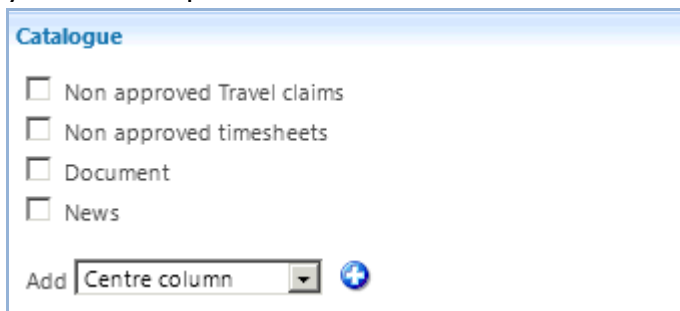 Catalogue
Non approved Travel claims
Non approved timesheets
Document
News
Add Centre column